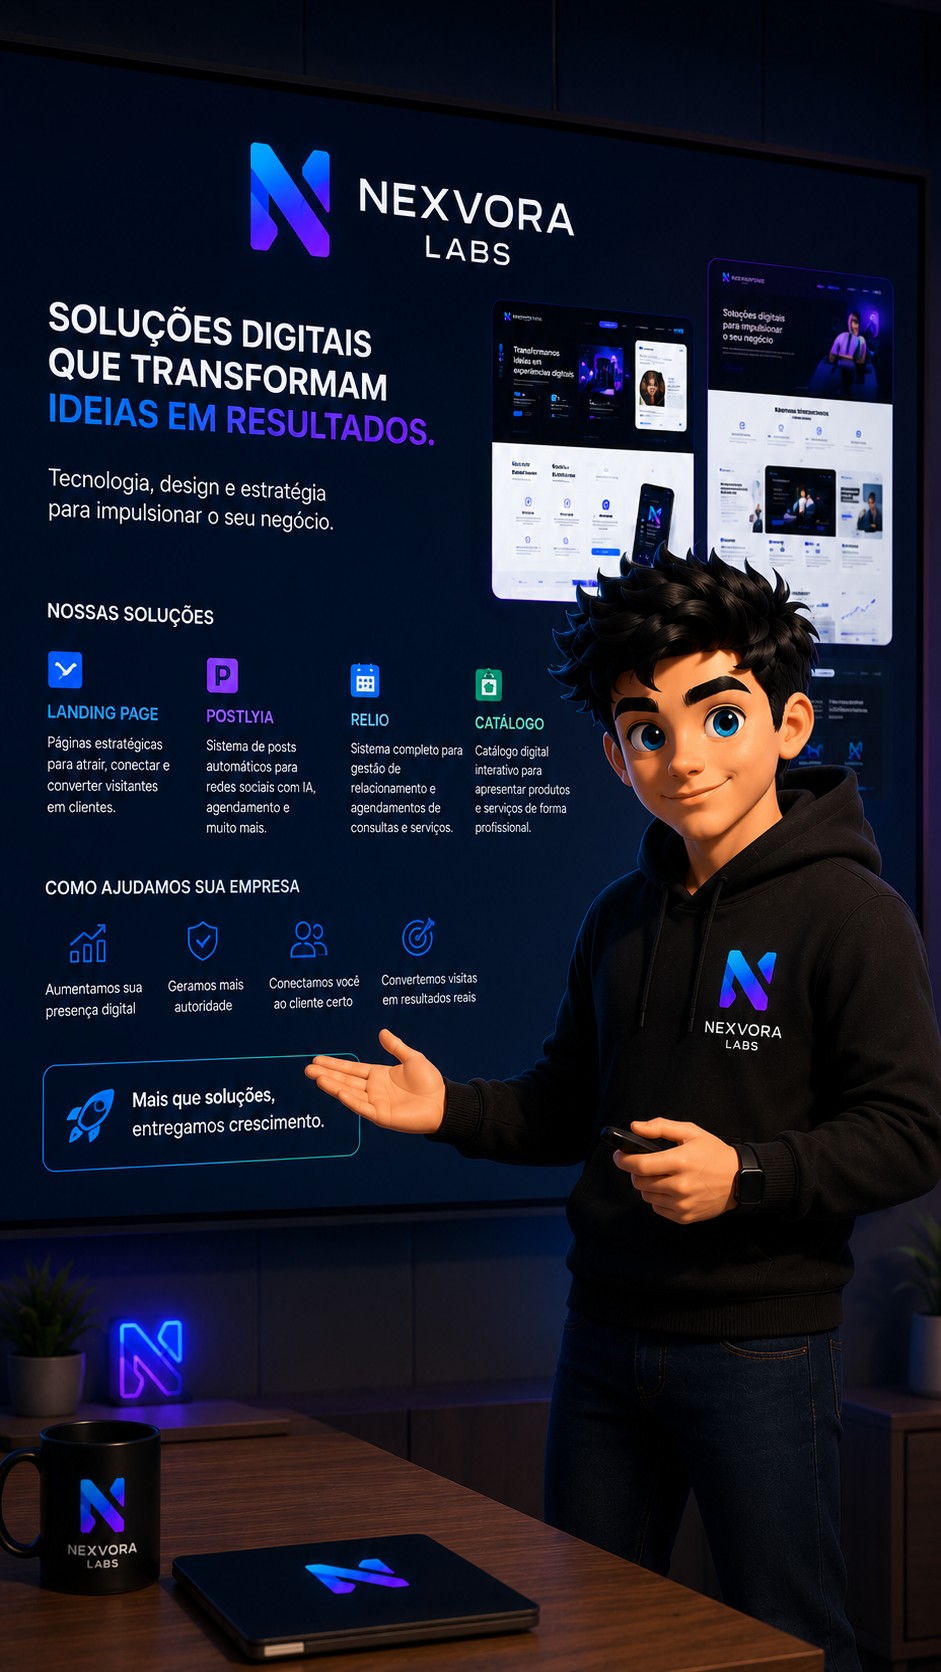 NEXVORA
LABS
SOLUÇÕES DIGITAIS
QUE TRANSFORMAM
IDEIAS EM RESULTADOS.
Tecnologia, design e estratégia
para impulsionar o seu negócio.
Transformamos
ideias em
experiências digitais
Soluções digitais
para impulsionar
o seu negócio
NOSSAS SOLUÇÕES
LANDING PAGE
Páginas estratégicas
para atrair, conectar e
converter visitantes
em clientes.
P
POSTLYIA
Sistema de posts
automáticos para
redes sociais com IA,
agendamento e
muito mais.
RELIO
Sistema completo para
gestão de
relacionamento e
agendamentos de
consultas e serviços.
CATÁLOGO
Catálogo digital
interativo para
apresentar produtos
e serviços de forma
profissional.
COMO AJUDAMOS SUA EMPRESA
Aumentamos sua
presença digital
Geramos mais
autoridade
Conectamos você
ao cliente certo
Convertemos visitas
em resultados reais
Mais que soluções,
entregamos crescimento.
NEXVORA
LABS
NEXVORA
LABS